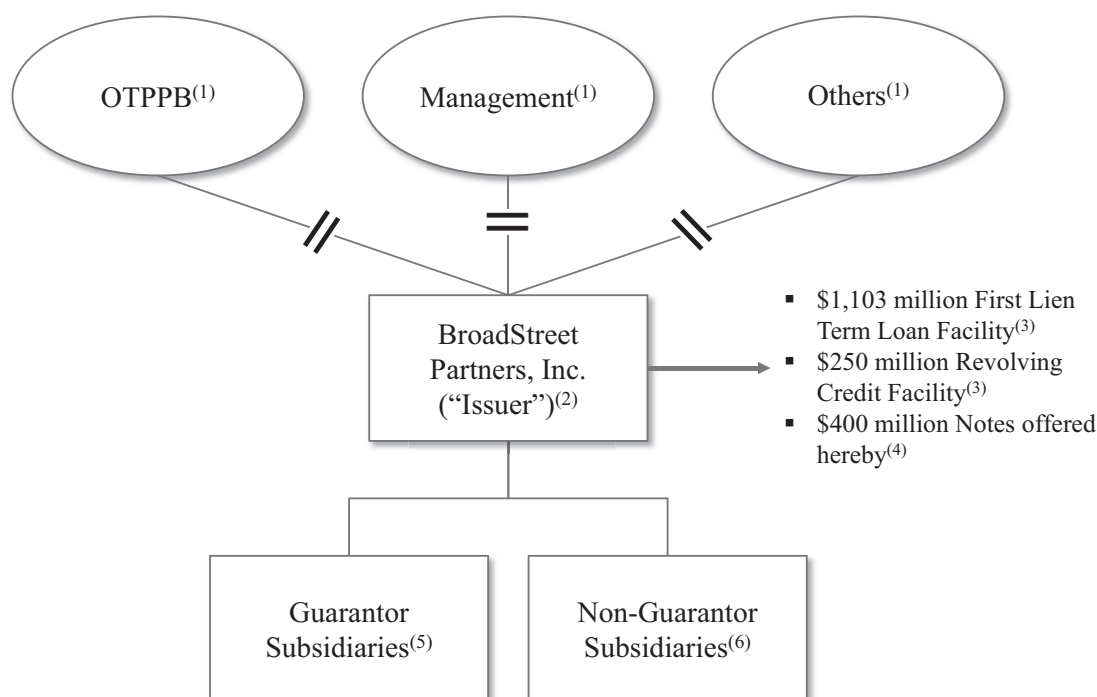 OTPPB(1)
Management(1)
Others(1)
BroadStreet
Partners, Inc.
(“Issuer”)(2)
▪ $1,103 million First Lien
Term Loan Facility(3)
▪ $250 million Revolving
Credit Facility(3)
▪ $400 million Notes offered
hereby(4)
Guarantor
Subsidiaries(5)
Non-Guarantor
Subsidiaries(6)